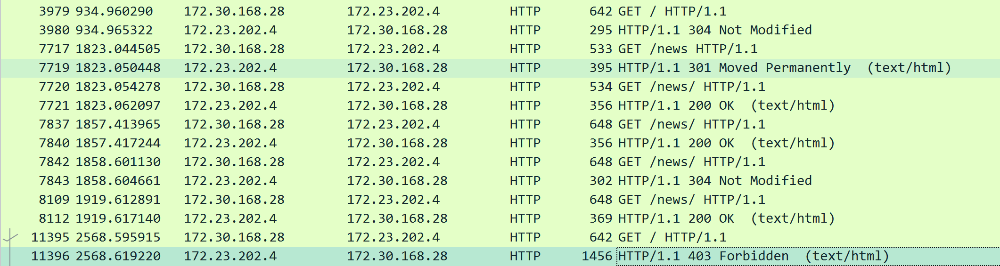 3979 934.960290 172.30.168.28 172.23.202.4 HTTP 642 GET / HTTP/1.1
3980 934.965322 172.23.202.4 172.30.168.28 HTTP 295 HTTP/1.1 304 Not Modified
7717 1823.044505 172.30.168.28 172.23.202.4 HTTP 533 GET /news HTTP/1.1
7719 1823.050448 172.23.202.4 172.30.168.28 HTTP 395 HTTP/1.1 301 Moved Permanently (text/html)
7720 1823.054278 172.30.168.28 172.23.202.4 HTTP 534 GET /news/ HTTP/1.1
7721 1823.062097 172.23.202.4 172.30.168.28 HTTP 356 HTTP/1.1 200 OK (text/html)
7837 1857.413965 172.30.168.28 172.23.202.4 HTTP 648 GET /news/ HTTP/1.1
7840 1857.417244 172.23.202.4 172.30.168.28 HTTP 356 HTTP/1.1 200 OK (text/html)
7842 1858.601130 172.30.168.28 172.23.202.4 HTTP 648 GET /news/ HTTP/1.1
7843 1858.604661 172.23.202.4 172.30.168.28 HTTP 302 HTTP/1.1 304 Not Modified
8109 1919.612891 172.30.168.28 172.23.202.4 HTTP 648 GET /news/ HTTP/1.1
8112 1919.617140 172.23.202.4 172.30.168.28 HTTP 369 HTTP/1.1 200 OK (text/html)
11395 2568.595915 172.30.168.28 172.23.202.4 HTTP 642 GET / HTTP/1.1
11396 2568.619220 172.23.202.4 172.30.168.28 HTTP 1456 HTTP/1.1 403 Forbidden (text/html)